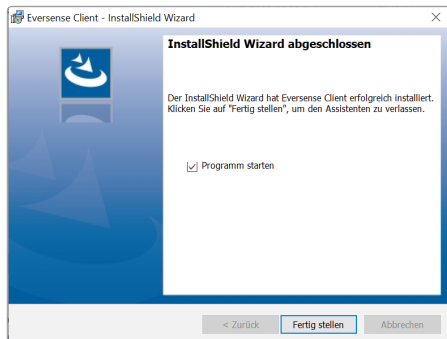 Eversense Client - InstallShield Wizard
InstallShield Wizard abgeschlossen
Der InstallShield Wizard hat Eversense Client erfolgreich installiert.
Klicken Sie auf "Fertig stellen", um den Assistenten zu verlassen.
Programm starten
< Zurück Fertig stellen Abbrechen